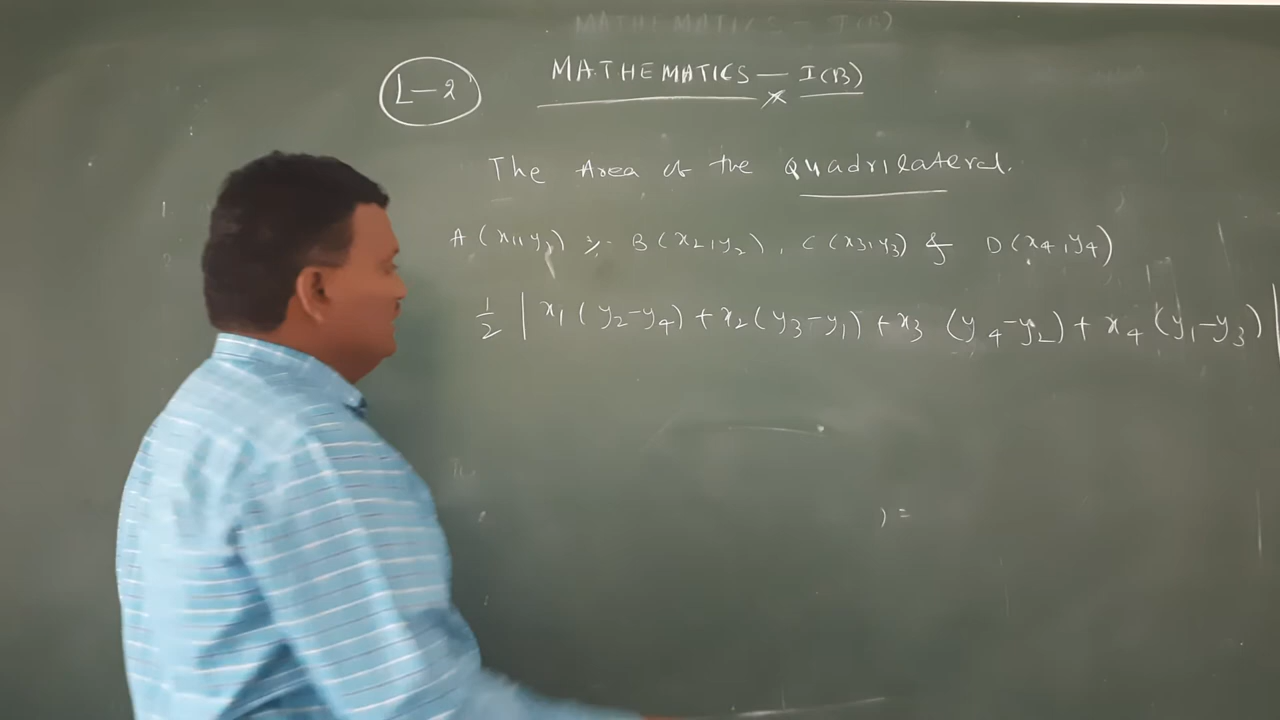 MATHEMATICS - I(B)
L-2
MATHEMATICS — I(B)
The Area of the Quadrilateral.
A (x1, y1) B (x2, y2), C (x3, y3) & D (x4, y4)
1/2 | x1 (y2-y4) + x2 (y3-y1) + x3 (y4-y2) + x4 (y1-y3) |
) =